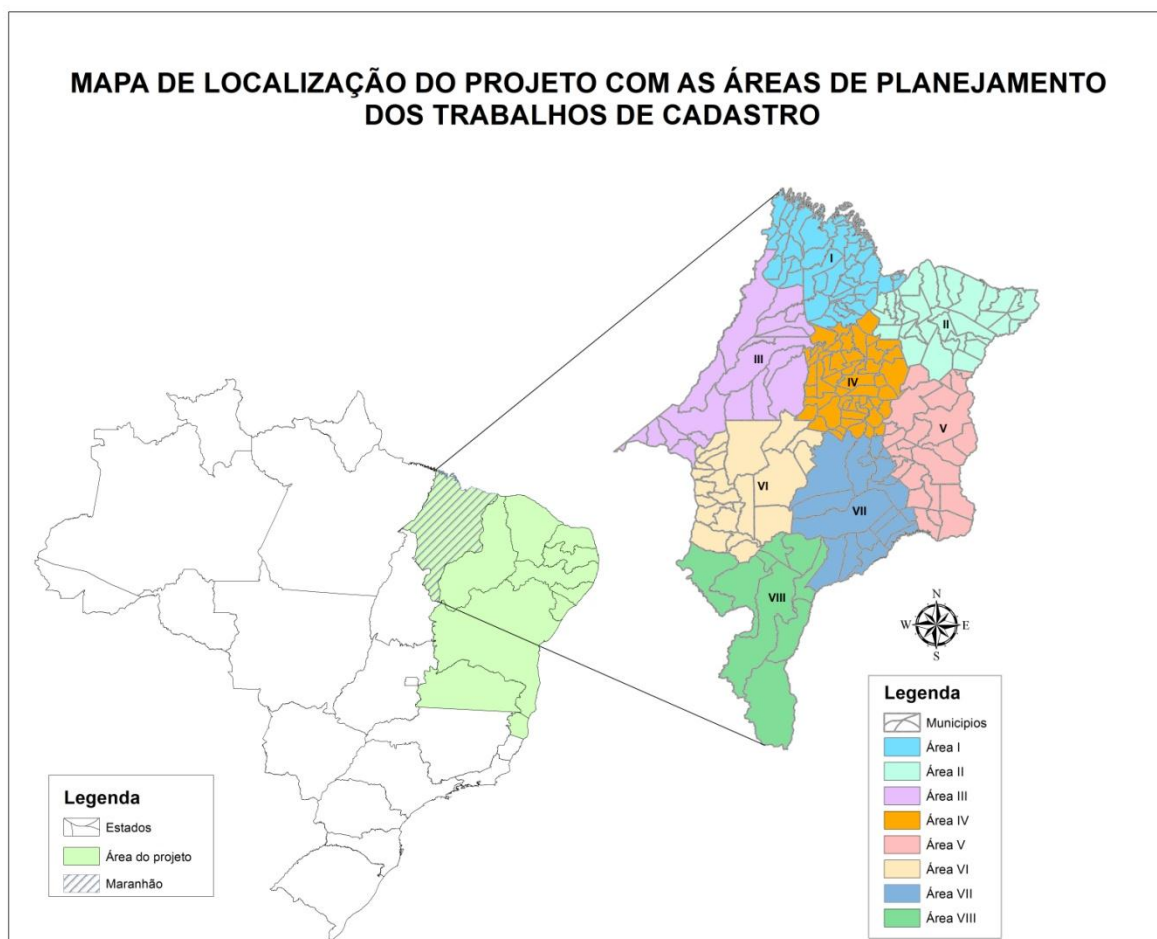 MAPA DE LOCALIZAÇÃO DO PROJETO COM AS ÁREAS DE PLANEJAMENTO
DOS TRABALHOS DE CADASTRO
I
II
III
IV
V
VI
VII
VIII
N
W E
S
Legenda
Estados
Área do projeto
Maranhão
Legenda
Municipios
Área I
Área II
Área III
Área IV
Área V
Área VI
Área VII
Área VIII